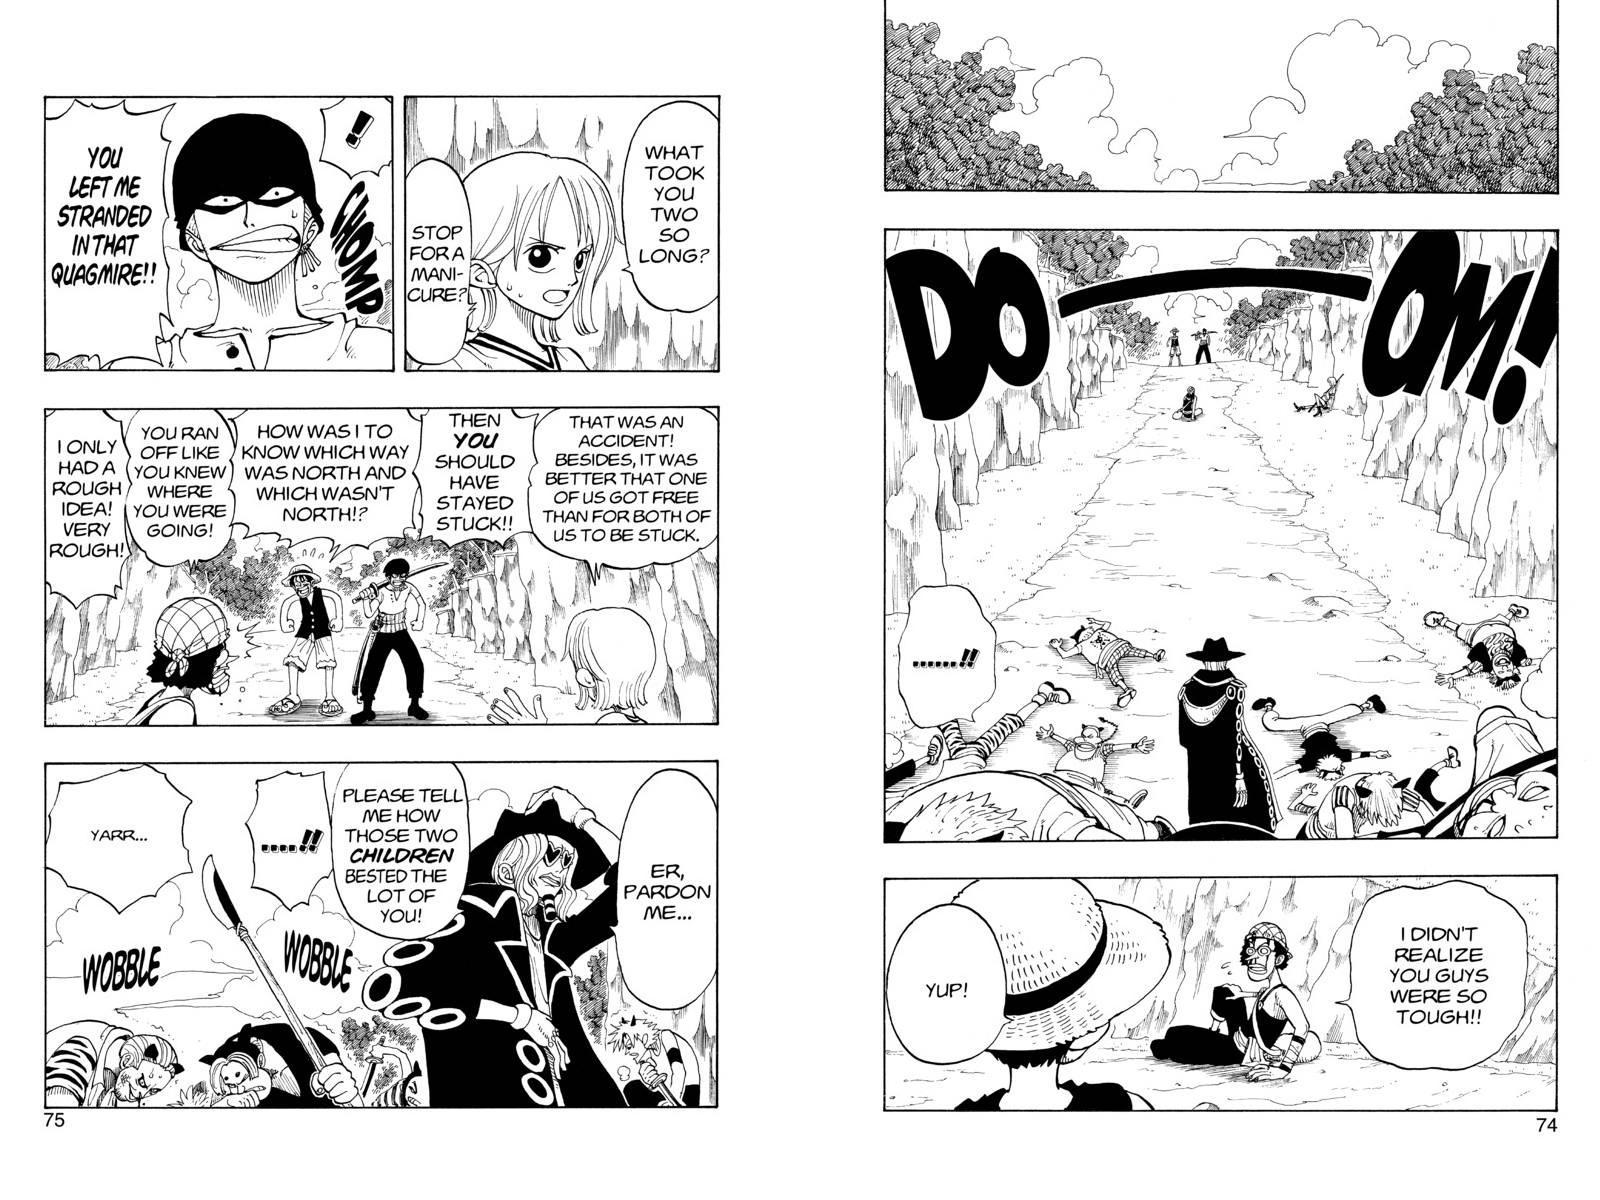 DO — OM!
......!!
I DIDN'T
REALIZE
YOU GUYS
WERE SO
TOUGH!!
YUP!
74
WHAT
TOOK
YOU
TWO
SO
LONG?
STOP
FOR A
MANI-
CURE?
!!
CHOMP
YOU
LEFT ME
STRANDED
IN THAT
QUAGMIRE!!
THAT WAS AN
ACCIDENT!
BESIDES, IT WAS
BETTER THAT ONE
OF US GOT FREE
THAN FOR BOTH OF
US TO BE STUCK.
THEN
YOU
SHOULD
HAVE
STAYED
STUCK!!
HOW WAS I TO
KNOW WHICH WAY
WAS NORTH AND
WHICH WASN'T
NORTH!?
YOU RAN
OFF LIKE
YOU KNEW
WHERE
YOU WERE
GOING!
I ONLY
HAD A
ROUGH
IDEA!
VERY
ROUGH!
ER,
PARDON
ME...
PLEASE TELL
ME HOW
THOSE TWO
CHILDREN
BESTED THE
LOT OF
YOU!
.....!!
YARR...
WOBBLE
WOBBLE
75